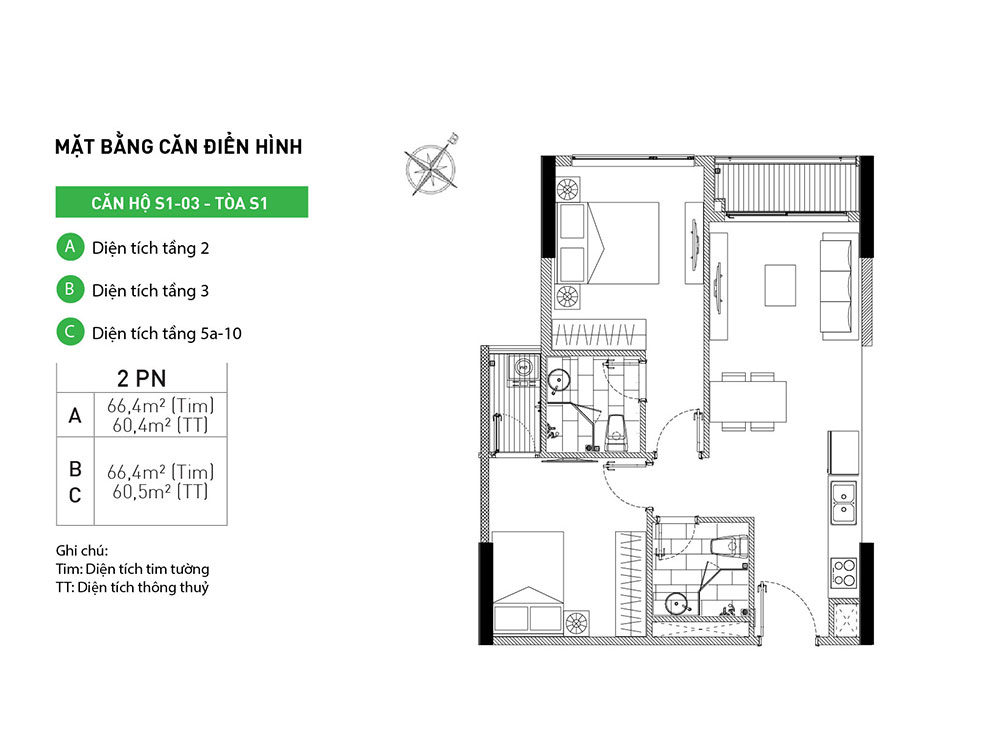 MẶT BẰNG CĂN ĐIỂN HÌNH
CĂN HỘ S1-03 - TÒA S1
A Diện tích tầng 2
B Diện tích tầng 3
C Diện tích tầng 5a-10
2 PN
A
66,4m² (Tim)
60,4m² (TT)
B
C
66,4m² (Tim)
60,5m² (TT)
Ghi chú:
Tim: Diện tích tim tường
TT: Diện tích thông thuỷ
B